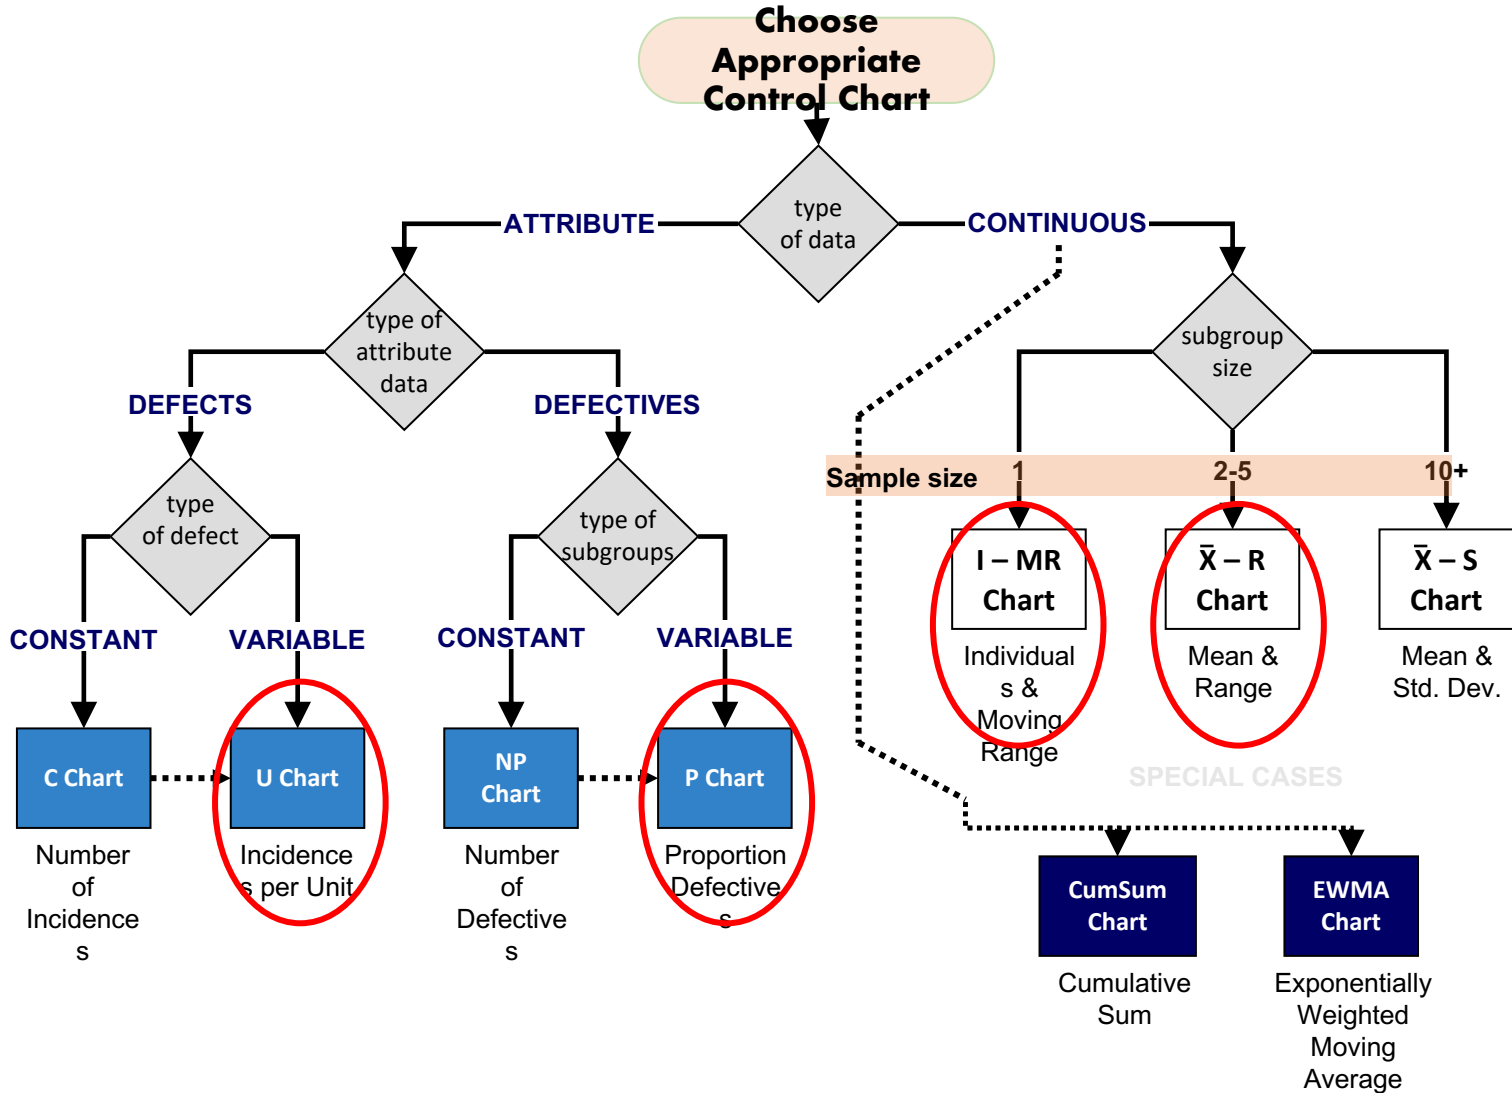 Choose
Appropriate
Control Chart
type
of data
ATTRIBUTE
CONTINUOUS
type of
attribute
data
subgroup
size
DEFECTS
DEFECTIVES
Sample size
1
2-5
10+
type
of defect
type of
subgroups
I – MR
Chart
X̄ – R
Chart
X̄ – S
Chart
CONSTANT
VARIABLE
CONSTANT
VARIABLE
Individual
s &
Moving
Range
Mean &
Range
Mean &
Std. Dev.
C Chart
U Chart
NP
Chart
P Chart
SPECIAL CASES
Number
of
Incidence
s
Incidence
s per Unit
Number
of
Defective
s
Proportion
Defective
s
CumSum
Chart
EWMA
Chart
Cumulative
Sum
Exponentially
Weighted
Moving
Average